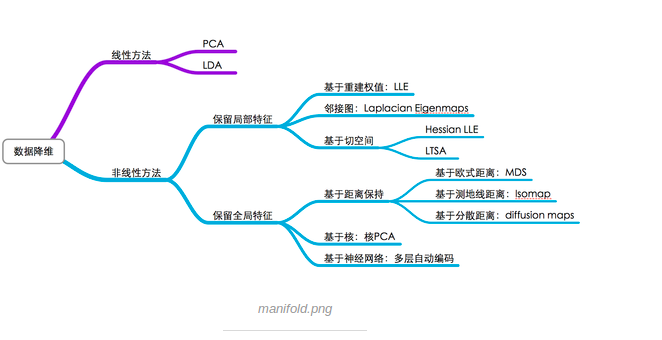 线性方法
PCA
LDA
数据降维
非线性方法
保留局部特征
基于重建权值：LLE
邻接图：Laplacian Eigenmaps
基于切空间
Hessian LLE
LTSA
保留全局特征
基于距离保持
基于欧式距离：MDS
基于测地线距离：Isomap
基于分散距离：diffusion maps
基于核：核PCA
基于神经网络：多层自动编码
manifold.png